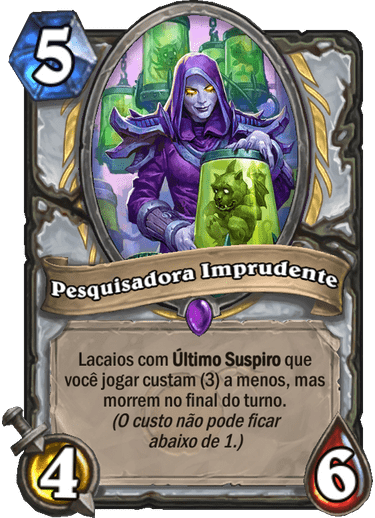 5
Pesquisadora Imprudente
Lacaios com Último Suspiro que
você jogar custam (3) a menos, mas
morrem no final do turno.
(O custo não pode ficar
abaixo de 1.)
4
6